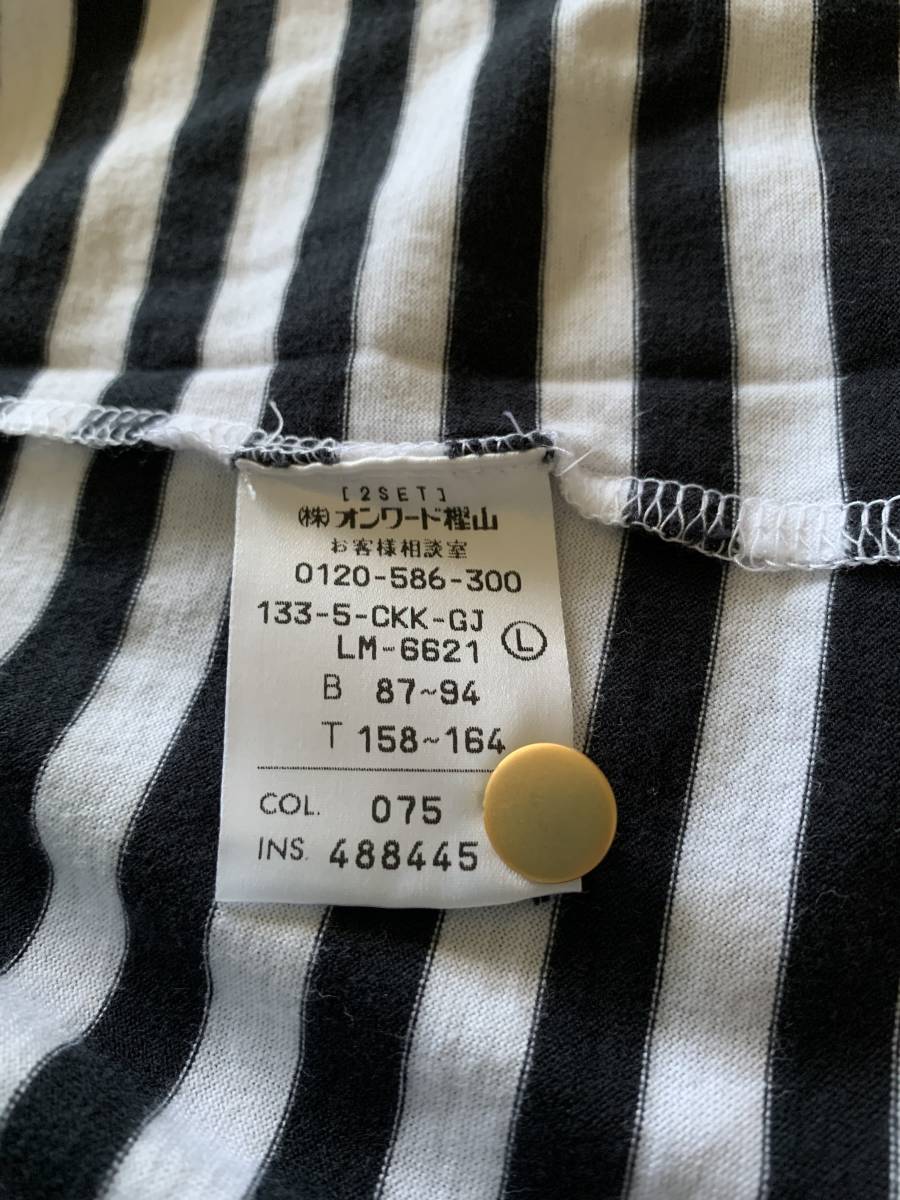 [2SET]
㈱オンワード樫山
お客様相談室
0120-586-300
133-5-CKK-GJ
LM-6621 Ⓛ
B 87~94
T 158~164
COL. 075
INS. 488445